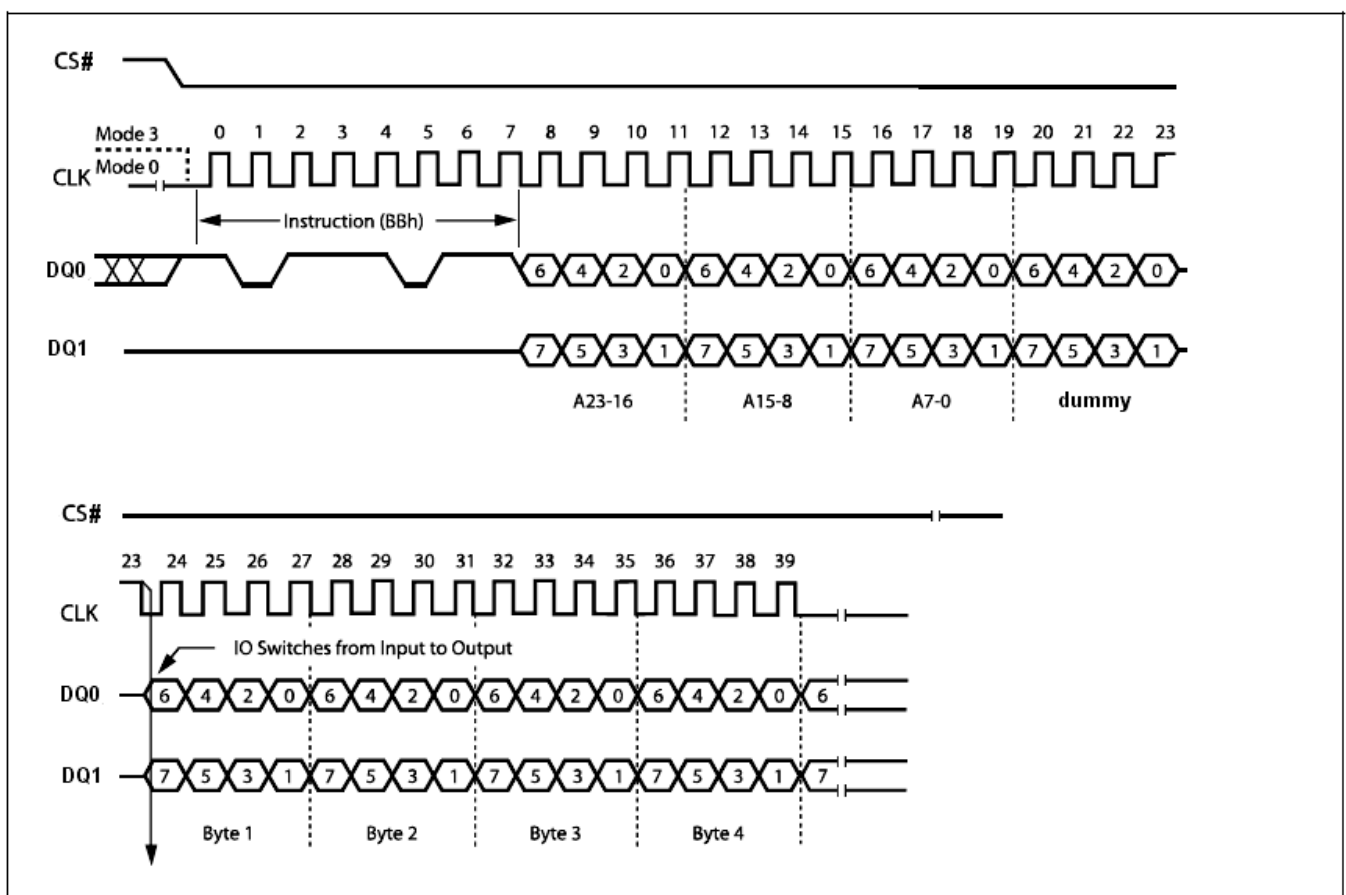 CS#
Mode 3 0 1 2 3 4 5 6 7 8 9 10 11 12 13 14 15 16 17 18 19 20 21 22 23
Mode 0
CLK
Instruction (BBh)
DQ0 6 4 2 0 6 4 2 0 6 4 2 0 6 4 2 0
DQ1 7 5 3 1 7 5 3 1 7 5 3 1 7 5 3 1
A23-16 A15-8 A7-0 dummy
CS#
23 24 25 26 27 28 29 30 31 32 33 34 35 36 37 38 39
CLK
IO Switches from Input to Output
DQ0 6 4 2 0 6 4 2 0 6 4 2 0 6 4 2 0 6
DQ1 7 5 3 1 7 5 3 1 7 5 3 1 7 5 3 1 7
Byte 1 Byte 2 Byte 3 Byte 4